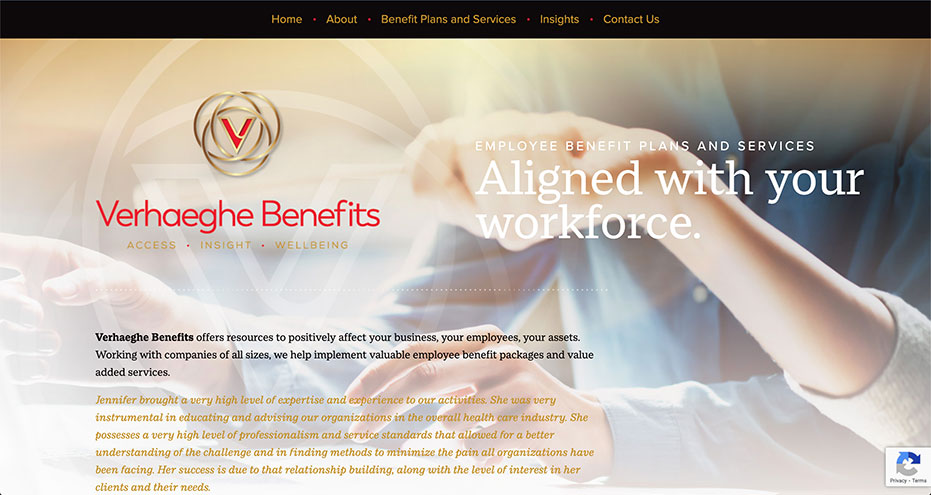 Home • About • Benefit Plans and Services • Insights • Contact Us
V
Verhaeghe Benefits
ACCESS • INSIGHT • WELLBEING
EMPLOYEE BENEFIT PLANS AND SERVICES
Aligned with your
workforce.
Verhaeghe Benefits offers resources to positively affect your business, your employees, your assets.
Working with companies of all sizes, we help implement valuable employee benefit packages and value
added services.
Jennifer brought a very high level of expertise and experience to our activities. She was very
instrumental in educating and advising our organizations in the overall health care industry. She
possesses a very high level of professionalism and service standards that allowed for a better
understanding of the challenge and in finding methods to minimize the pain all organizations have
been facing. Her success is due to that relationship building, along with the level of interest in her
clients and their needs.
Privacy - Terms